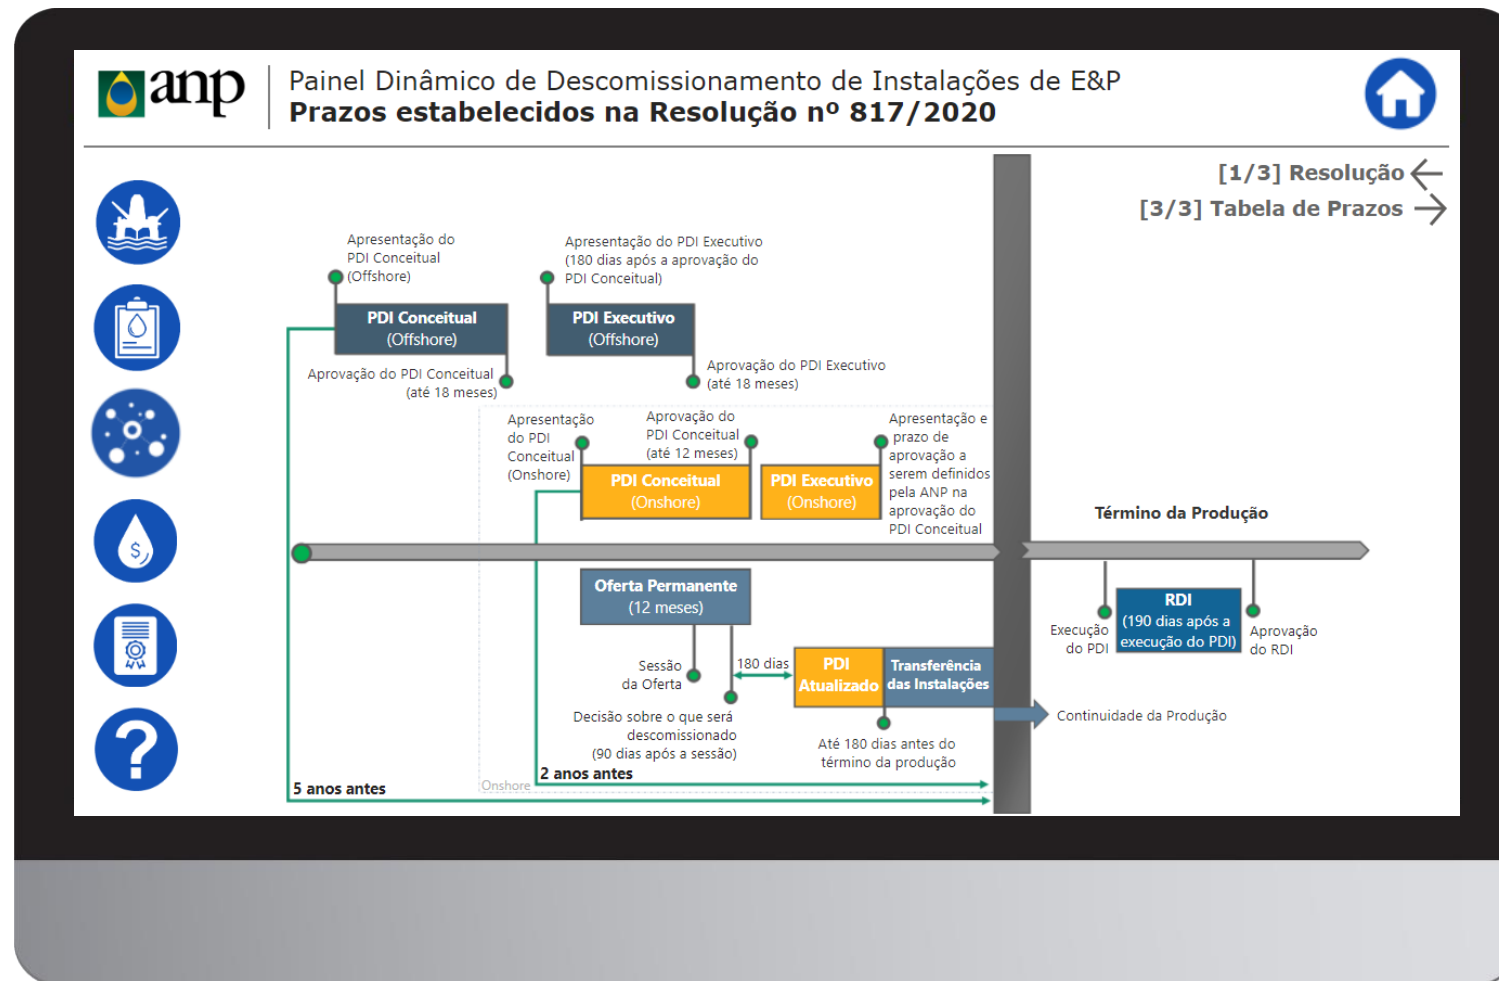 anp
Painel Dinâmico de Descomissionamento de Instalações de E&P
Prazos estabelecidos na Resolução nº 817/2020
[1/3] Resolução
[3/3] Tabela de Prazos
Apresentação do
PDI Conceitual
(Offshore)
Apresentação do PDI Executivo
(180 dias após a aprovação do
PDI Conceitual)
PDI Conceitual
(Offshore)
PDI Executivo
(Offshore)
Aprovação do PDI Conceitual
(até 18 meses)
Aprovação do PDI Executivo
(até 18 meses)
Apresentação
do PDI
Conceitual
(Onshore)
Aprovação do
PDI Conceitual
(até 12 meses)
Apresentação e
prazo de
aprovação a
serem definidos
pela ANP na
aprovação do
PDI Conceitual
PDI Conceitual
(Onshore)
PDI Executivo
(Onshore)
Término da Produção
Oferta Permanente
(12 meses)
RDI
(190 dias após a
execução do PDI)
Execução
do PDI
Aprovação
do RDI
Sessão
da Oferta
180 dias
PDI
Atualizado
Transferência
das Instalações
Decisão sobre o que será
descomissionado
(90 dias após a sessão)
Até 180 dias antes do
término da produção
Continuidade da Produção
2 anos antes
Onshore
5 anos antes
$
?